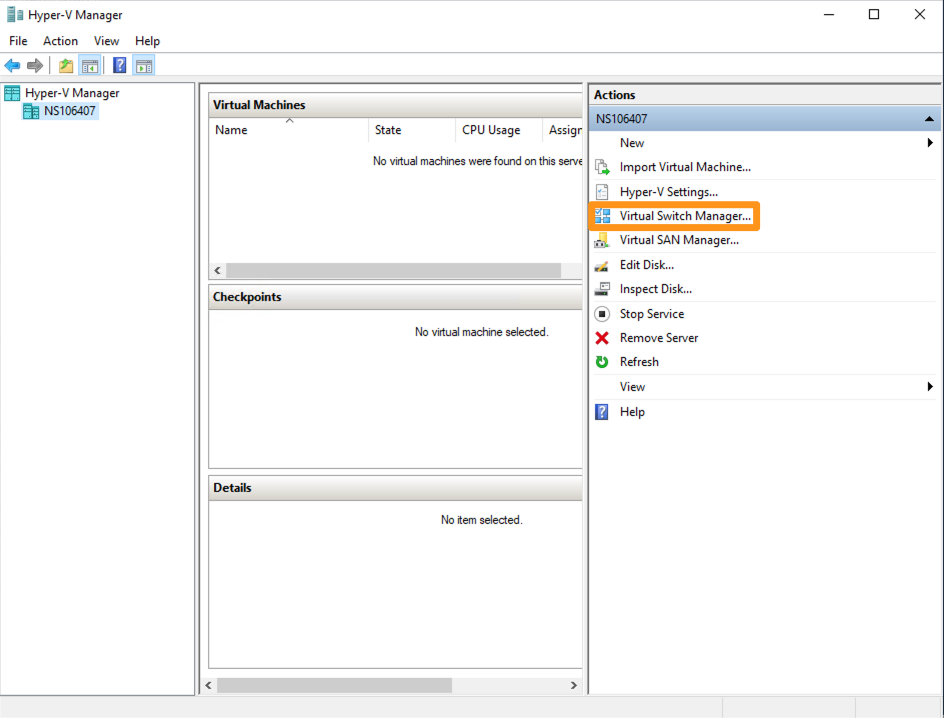 Hyper-V Manager
File Action View Help
Hyper-V Manager
NS106407
Virtual Machines
Name State CPU Usage Assign
No virtual machines were found on this serve
Checkpoints
No virtual machine selected.
Details
No item selected.
Actions
NS106407
New
Import Virtual Machine...
Hyper-V Settings...
Virtual Switch Manager...
Virtual SAN Manager...
Edit Disk...
Inspect Disk...
Stop Service
Remove Server
Refresh
View
Help